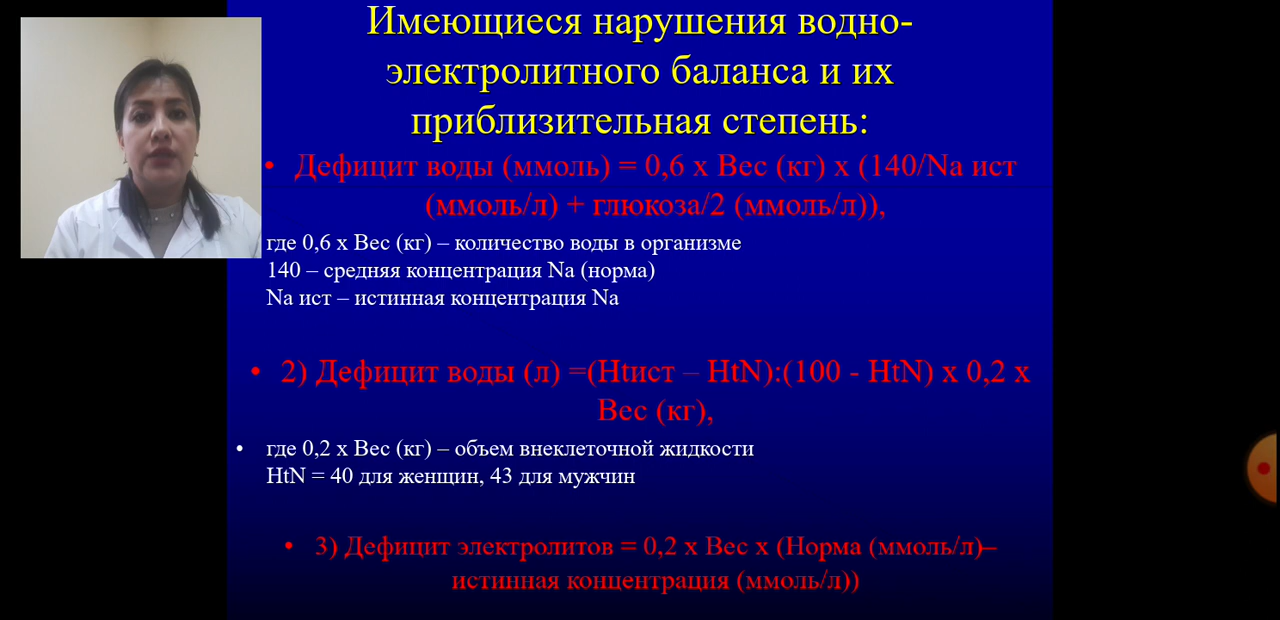 Имеющиеся нарушения водно-
электролитного баланса и их
приблизительная степень:
• Дефицит воды (ммоль) = 0,6 х Вес (кг) х (140/Na ист
(ммоль/л) + глюкоза/2 (ммоль/л)),
где 0,6 х Вес (кг) – количество воды в организме
140 – средняя концентрация Na (норма)
Na ист – истинная концентрация Na
• 2) Дефицит воды (л) =(Htист – HtN):(100 - HtN) х 0,2 х
Вес (кг),
• где 0,2 х Вес (кг) – объем внеклеточной жидкости
HtN = 40 для женщин, 43 для мужчин
• 3) Дефицит электролитов = 0,2 х Вес х (Норма (ммоль/л)–
истинная концентрация (ммоль/л))